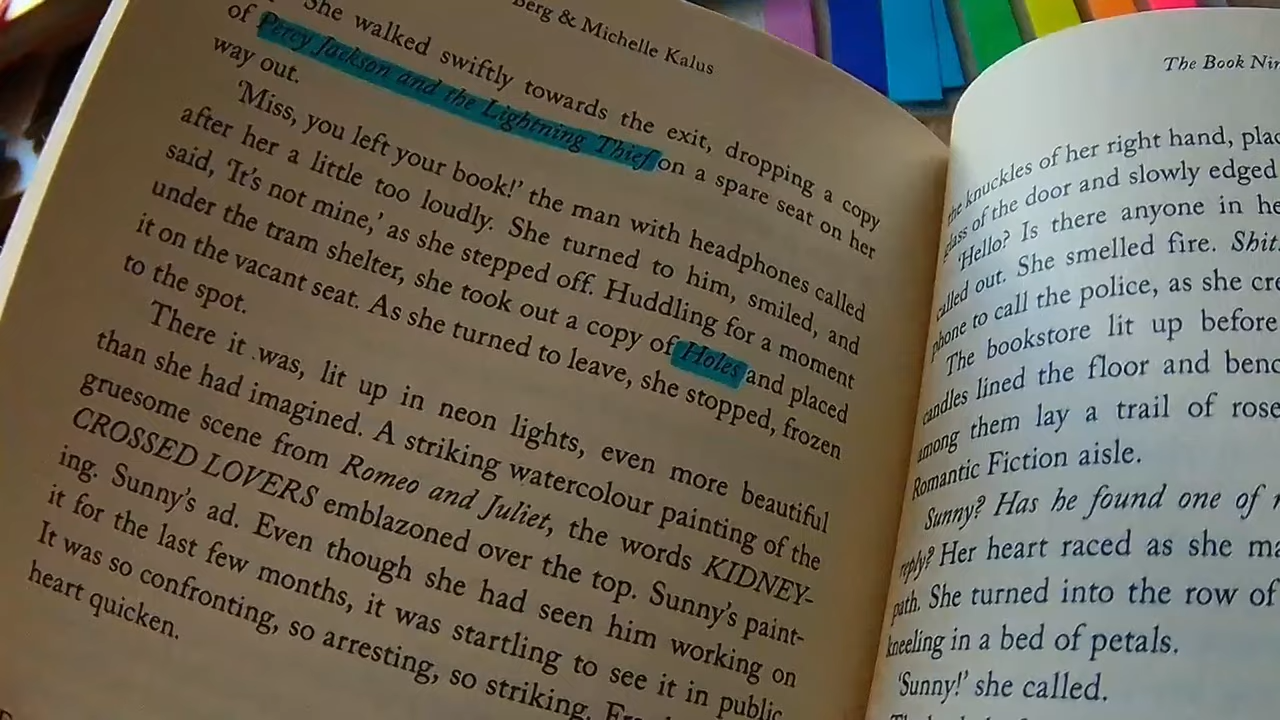 Berg & Michelle Kalus
She walked swiftly towards the exit, dropping a copy
of Percy Jackson and the Lightning Thief on a spare seat on her
way out.
‘Miss, you left your book!’ the man with headphones called
after her a little too loudly. She turned to him, smiled, and
said, ‘It’s not mine,’ as she stepped off. Huddling for a moment
under the tram shelter, she took out a copy of Holes and placed
it on the vacant seat. As she turned to leave, she stopped, frozen
to the spot.
There it was, lit up in neon lights, even more beautiful
than she had imagined. A striking watercolour painting of the
gruesome scene from Romeo and Juliet, the words KIDNEY-
CROSSED LOVERS emblazoned over the top. Sunny’s paint-
ing. Sunny’s ad. Even though she had seen him working on
it for the last few months, it was startling to see it in public.
It was so confronting, so arresting, so striking.
heart quicken.
The Book
the knuckles of her right hand,
glass of the door and slowly edged
‘Hello? Is there anyone in
called out. She smelled fire. Shit.
phone to call the police, as she
The bookstore lit up before
candles lined the floor and
among them lay a trail of
Romantic Fiction aisle.
Sunny? Has he found one of
reply? Her heart raced as she
path. She turned into the row of
kneeling in a bed of petals.
‘Sunny!’ she called.